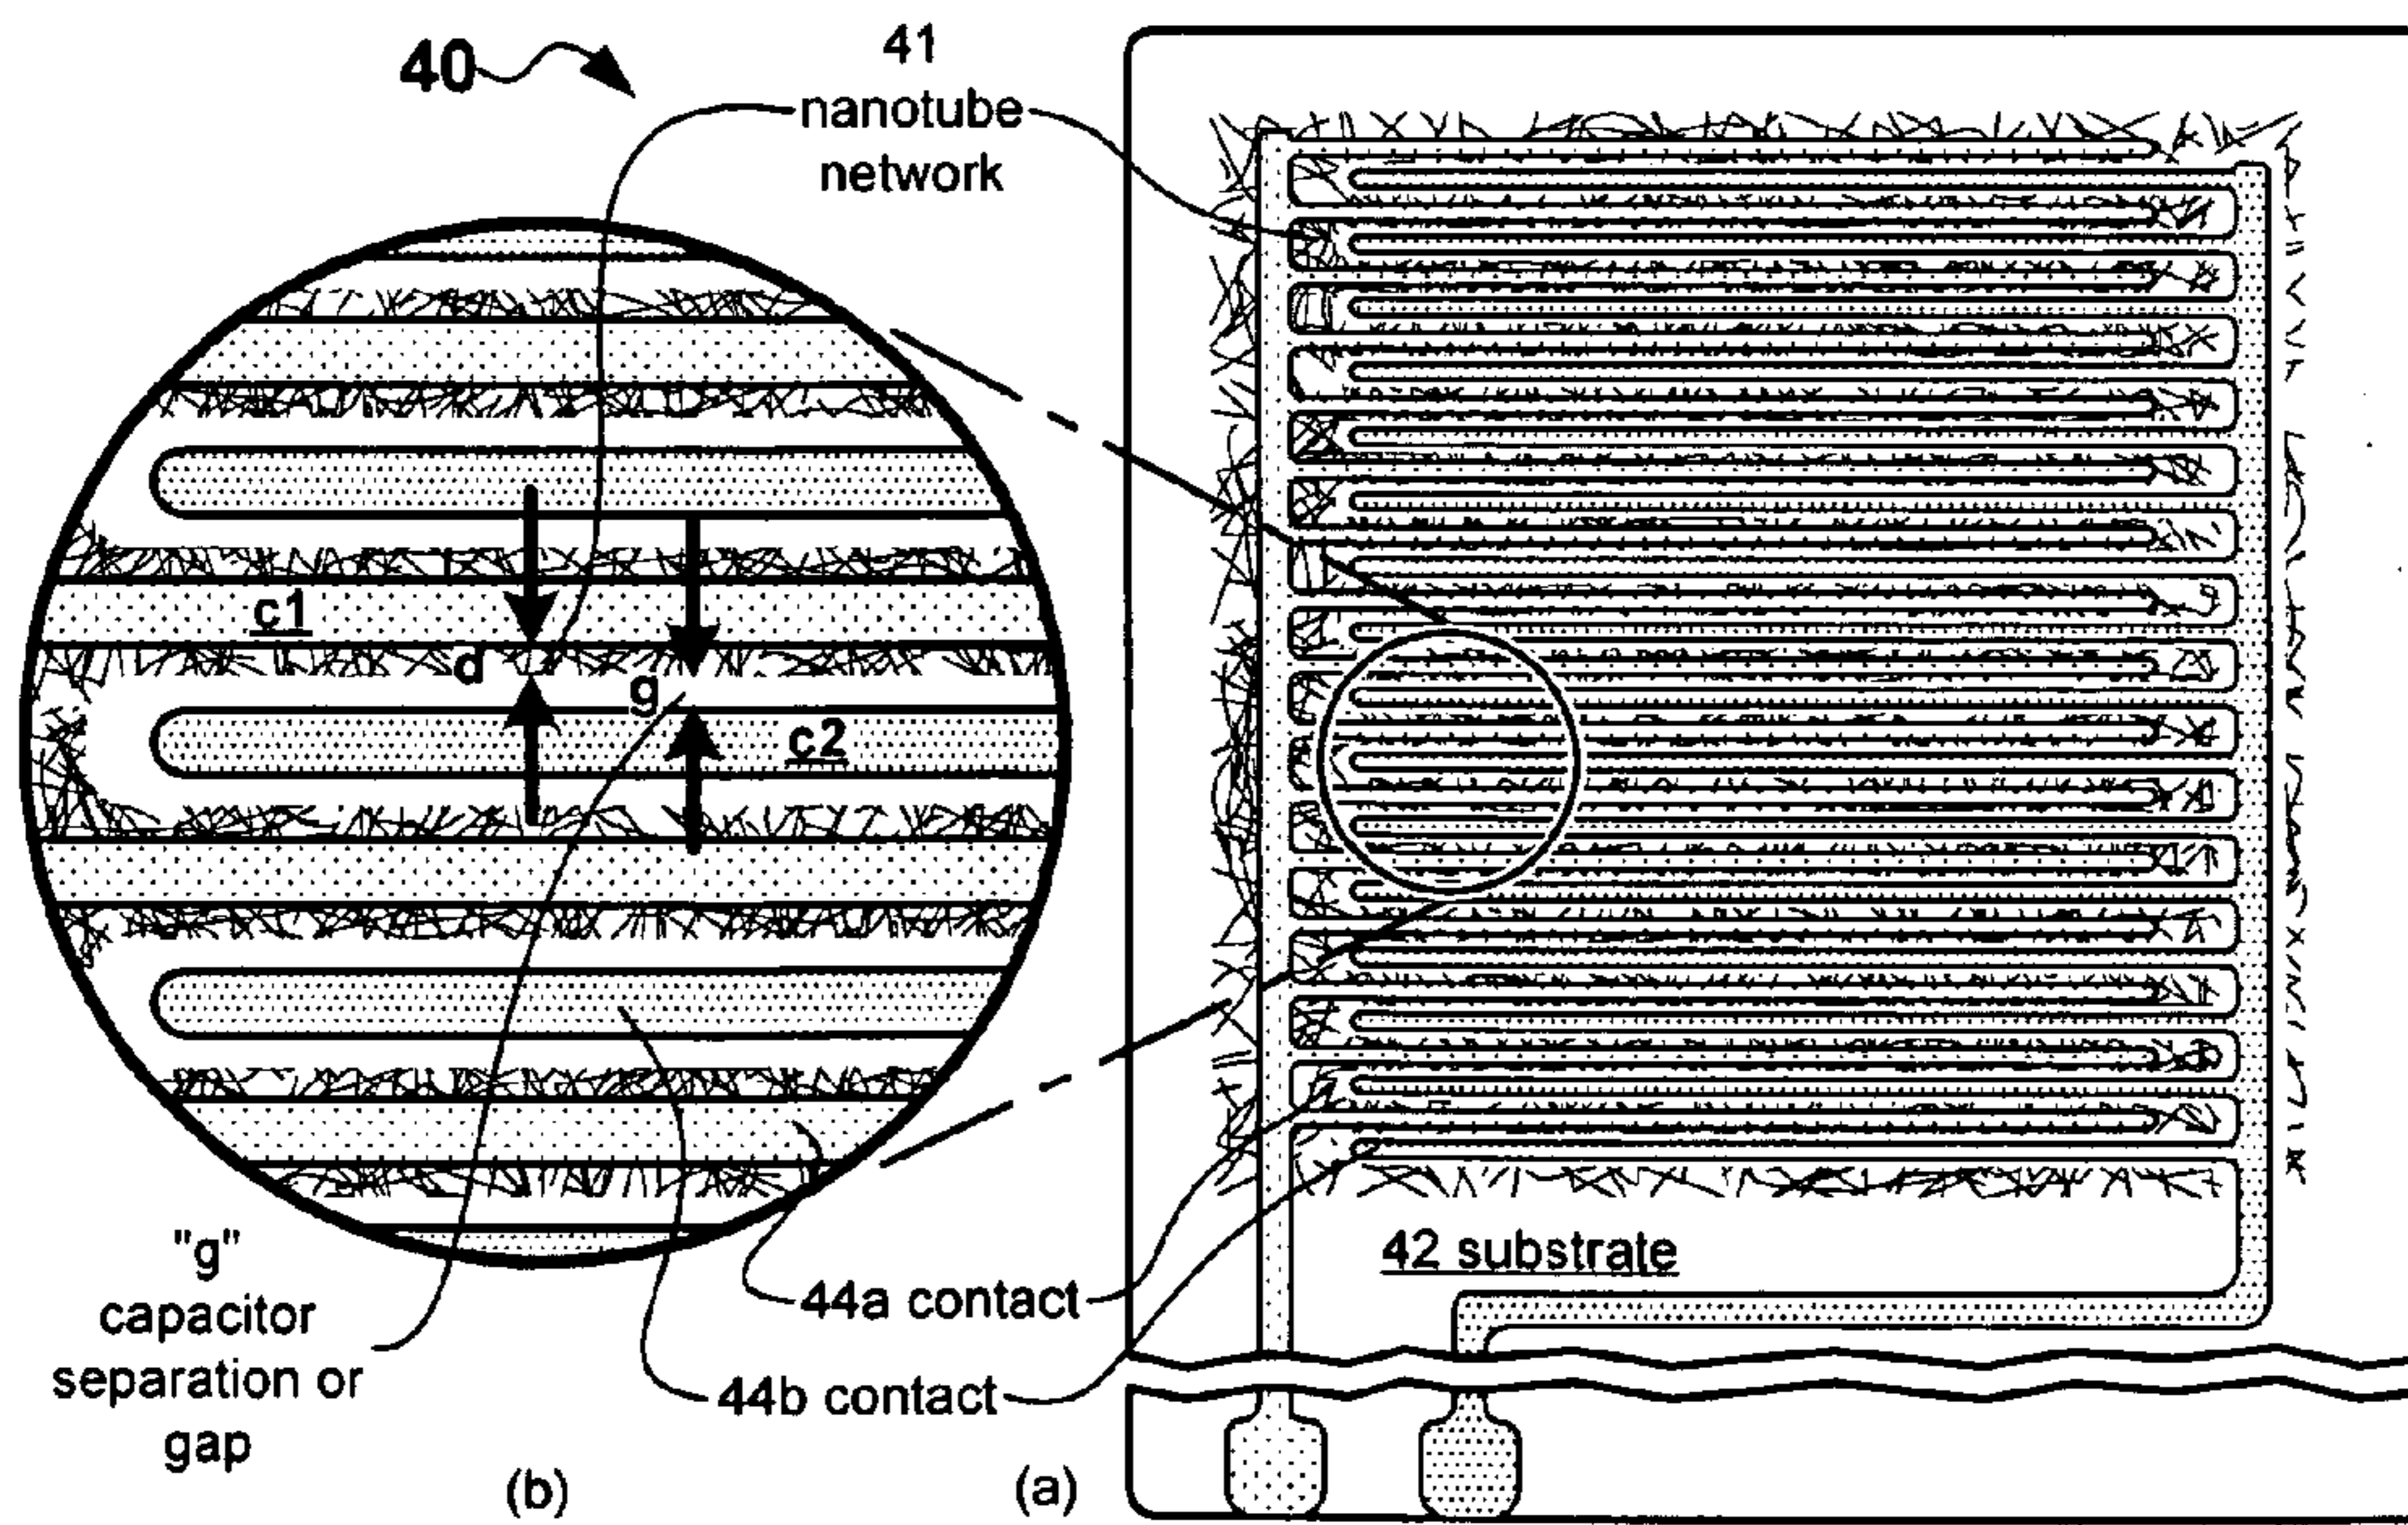 40
41
nanotube
network
c1
d
g
c2
"g"
capacitor
separation or
gap
42 substrate
44a contact
44b contact
(b)
(a)